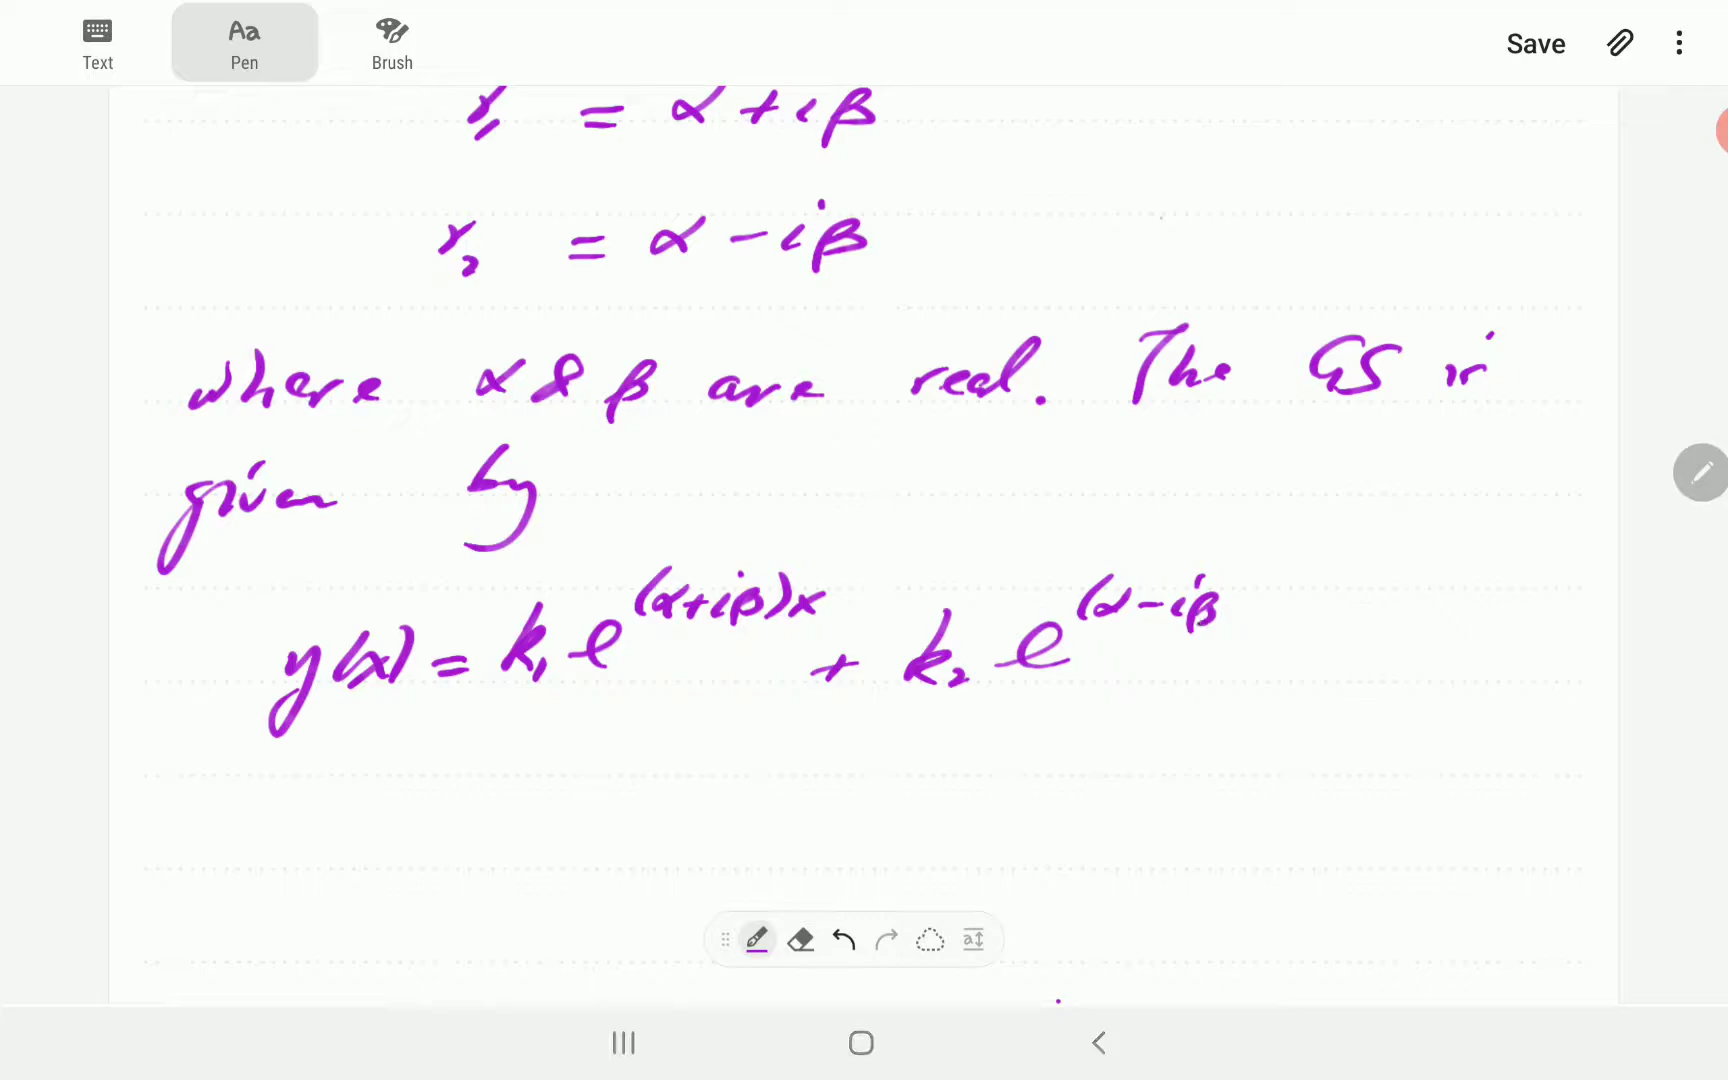 Text
Aa
Pen
Brush
Save
r₁ = α + iβ
r₂ = α - iβ
where α & β are real. The GS is
given by
y(x) = k₁ e^(α+iβ)x + k₂ e^(α-iβ